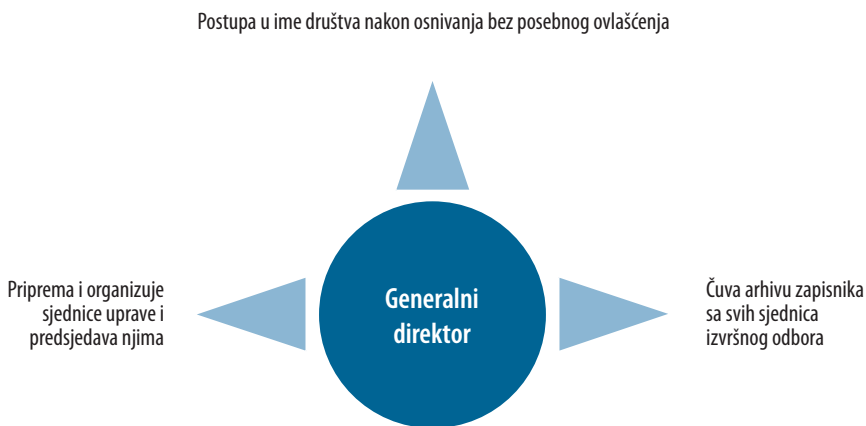 Postupa u ime društva nakon osnivanja bez posebnog ovlašćenja
Priprema i organizuje
sjednice uprave i
predsjedava njima
Generalni
direktor
Čuva arhivu zapisnika
sa svih sjednica
izvršnog odbora